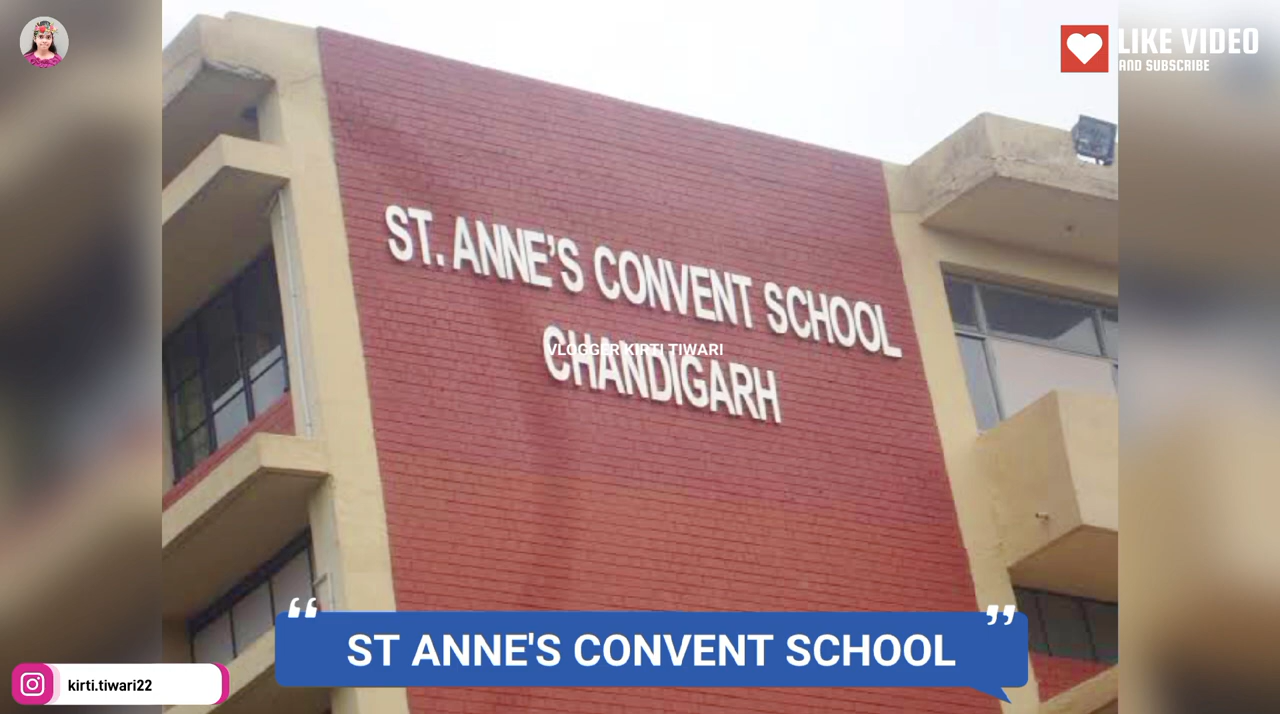 LIKE VIDEO
AND SUBSCRIBE
ST. ANNE'S CONVENT SCHOOL
VLOGGER KIRTI TIWARI
CHANDIGARH
ST ANNE'S CONVENT SCHOOL
kirti.tiwari22